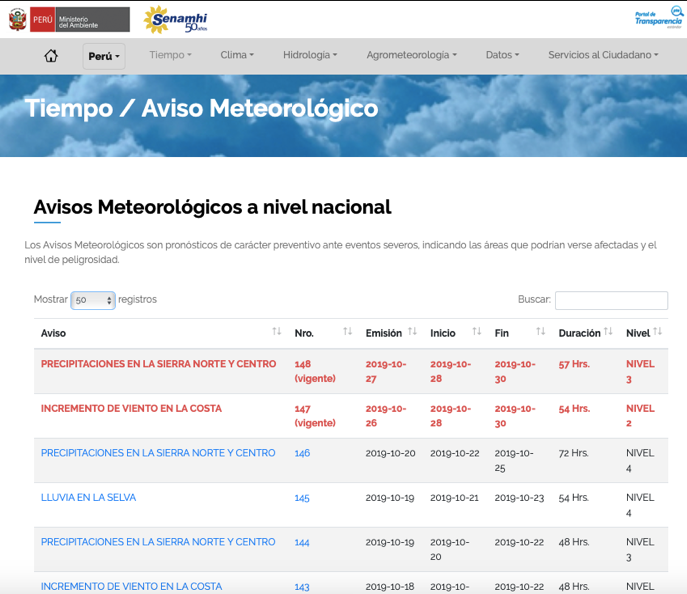 PERÚ Ministerio del Ambiente
Senamhi
50 años
Portal de
Transparencia
Perú Tiempo Clima Hidrología Agrometeorología Datos Servicios al Ciudadano
Tiempo / Aviso Meteorológico
Avisos Meteorológicos a nivel nacional
Los Avisos Meteorológicos son pronósticos de carácter preventivo ante eventos severos, indicando las áreas que podrian verse afectadas y el
nivel de peligrosidad.
Mostrar 50 registros Buscar:
Aviso Nro. Emisión Inicio Fin Duración Nivel
PRECIPITACIONES EN LA SIERRA NORTE Y CENTRO 148 2019-10- 2019-10- 2019-10- 57 Hrs. NIVEL
(vigente) 27 28 30 3
INCREMENTO DE VIENTO EN LA COSTA 147 2019-10- 2019-10- 2019-10- 54 Hrs. NIVEL
(vigente) 26 28 30 2
PRECIPITACIONES EN LA SIERRA NORTE Y CENTRO 146 2019-10-20 2019-10-22 2019-10- 72 Hrs. NIVEL
25 4
LLUVIA EN LA SELVA 145 2019-10-19 2019-10-21 2019-10-23 54 Hrs. NIVEL
4
PRECIPITACIONES EN LA SIERRA NORTE Y CENTRO 144 2019-10-19 2019-10- 2019-10-22 48 Hrs. NIVEL
20 3
INCREMENTO DE VIENTO EN LA COSTA 143 2019-10-18 2019-10- 2019-10-22 48 Hrs. NIVEL